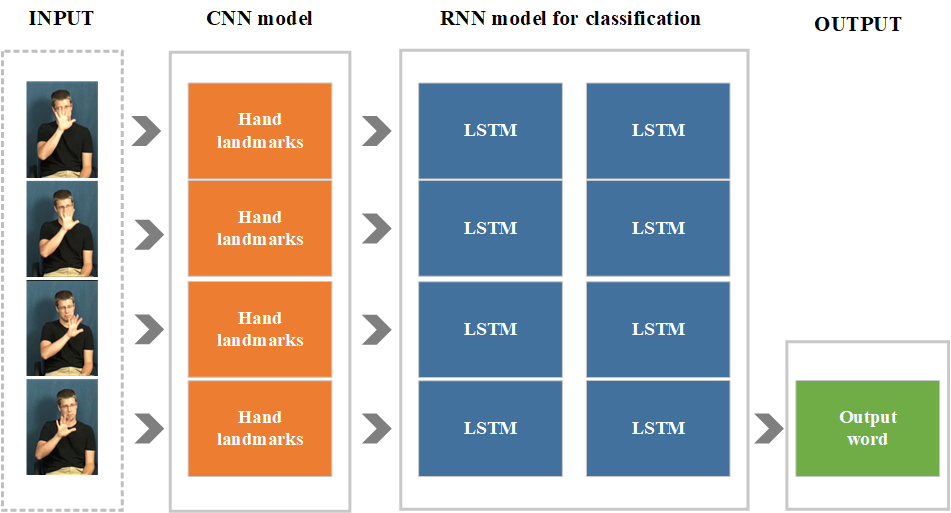 INPUT
CNN model
RNN model for classification
OUTPUT
Hand
landmarks
LSTM
LSTM
Hand
landmarks
LSTM
LSTM
Hand
landmarks
LSTM
LSTM
Hand
landmarks
LSTM
LSTM
Output
word